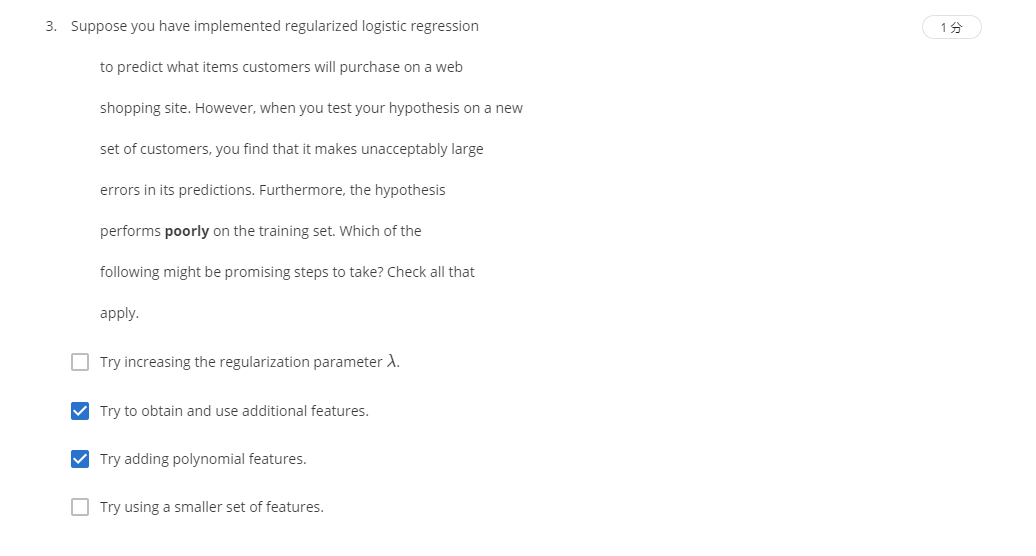 3. Suppose you have implemented regularized logistic regression
1 分
to predict what items customers will purchase on a web
shopping site. However, when you test your hypothesis on a new
set of customers, you find that it makes unacceptably large
errors in its predictions. Furthermore, the hypothesis
performs poorly on the training set. Which of the
following might be promising steps to take? Check all that
apply.
Try increasing the regularization parameter λ.
Try to obtain and use additional features.
Try adding polynomial features.
Try using a smaller set of features.